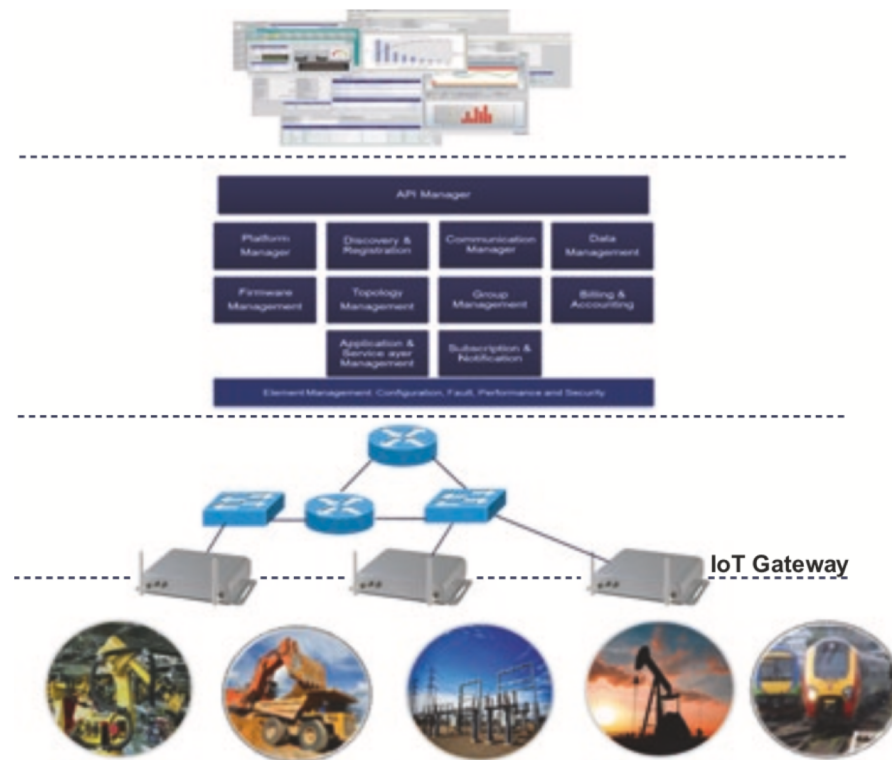 API Manager
Platform
Manager
Discovery &
Registration
Communication
Manager
Data
Management
Firmware
Management
Topology
Management
Group
Management
Billing &
Accounting
Application &
Service ayer
Management
Subscription &
Notification
Element Management: Configuration, Fault, Performance and Security
IoT Gateway